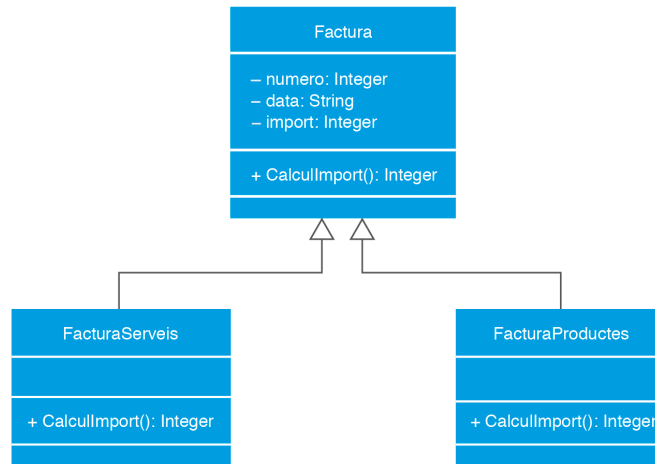 Factura
– numero: Integer
– data: String
– import: Integer
+ CalculImport(): Integer
FacturaServeis
+ CalculImport(): Integer
FacturaProductes
+ CalculImport(): Integer